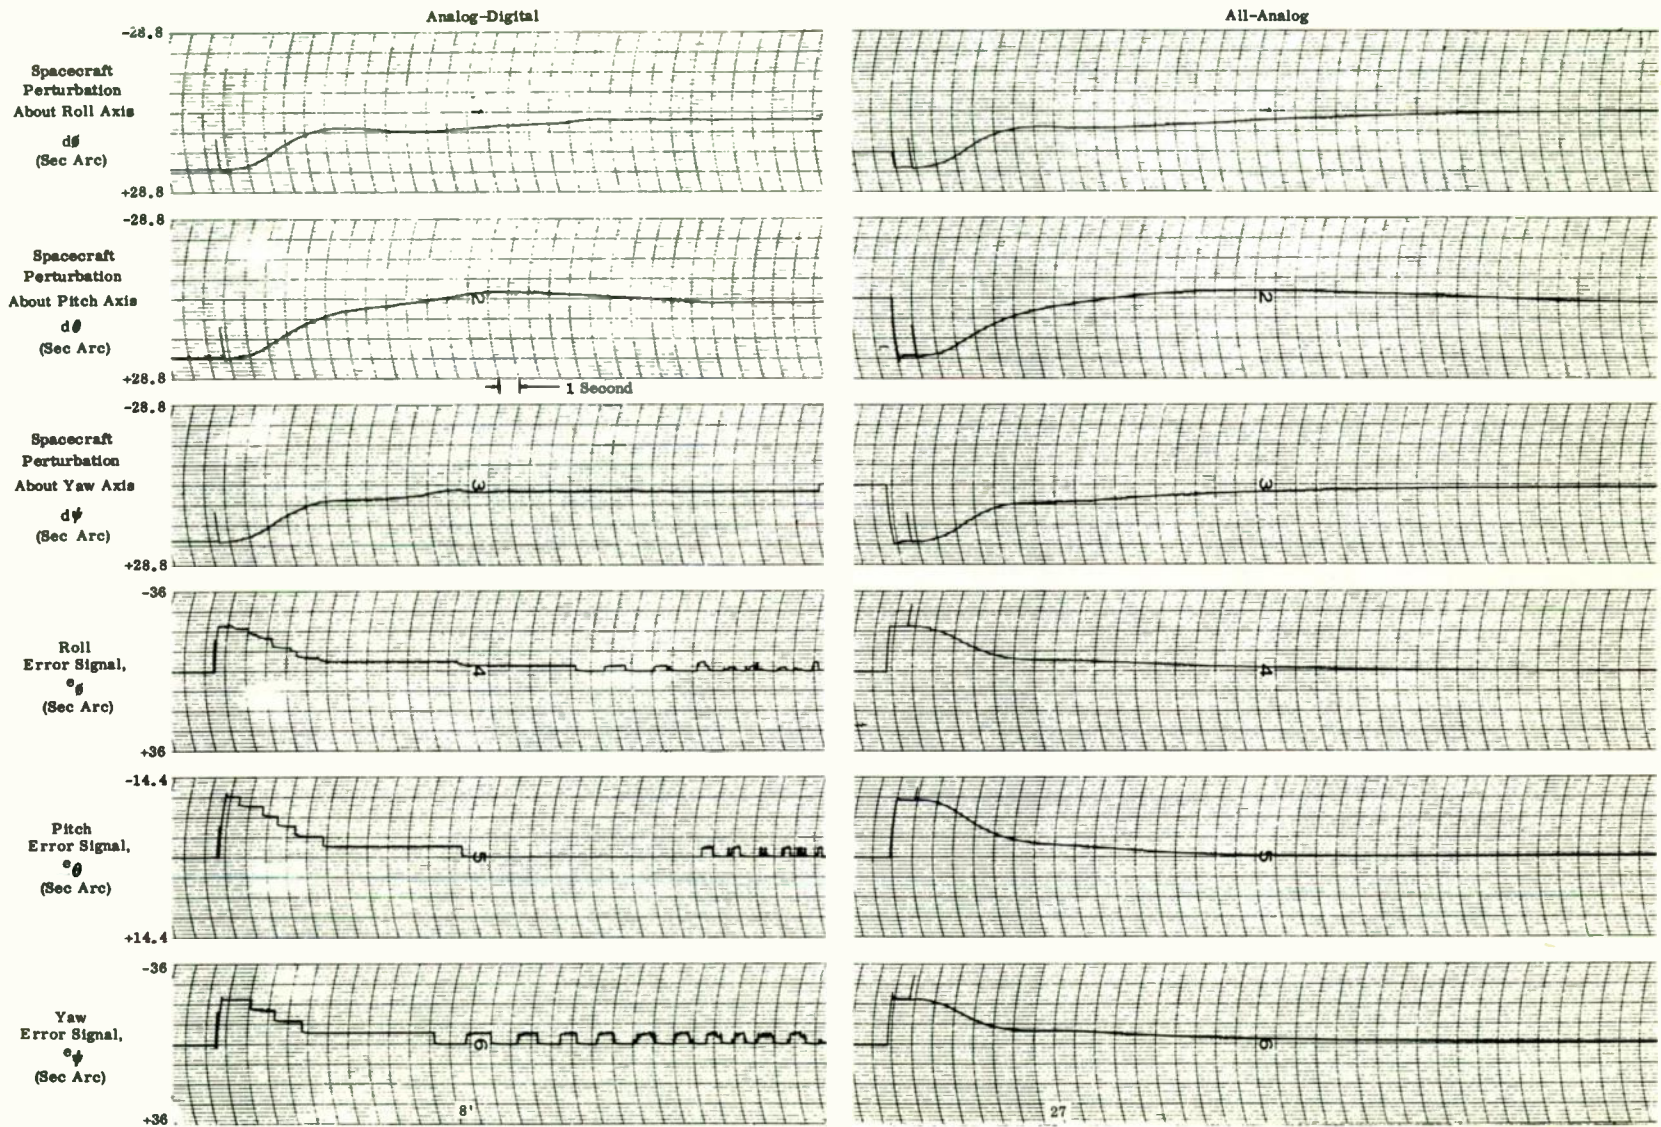 Analog-Digital
All-Analog
-28.8
Spacecraft
Perturbation
About Roll Axis
dø
(Sec Arc)
+28.8
1
1
-28.8
Spacecraft
Perturbation
About Pitch Axis
dθ
(Sec Arc)
+28.8
2
2
1 Second
-28.8
Spacecraft
Perturbation
About Yaw Axis
dψ
(Sec Arc)
+28.8
3
3
-36
Roll
Error Signal,
eø
(Sec Arc)
+36
4
4
-14.4
Pitch
Error Signal,
eθ
(Sec Arc)
+14.4
5
5
-36
Yaw
Error Signal,
eψ
(Sec Arc)
+36
6
6
8'
27